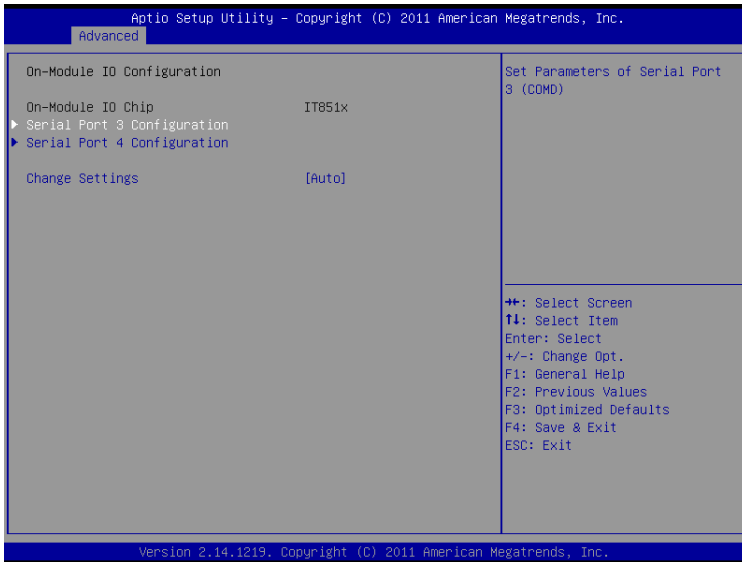 Aptio Setup Utility – Copyright (C) 2011 American Megatrends, Inc.
Advanced
On-Module IO Configuration
On-Module IO Chip IT851x
Serial Port 3 Configuration
Serial Port 4 Configuration
Change Settings [Auto]
Set Parameters of Serial Port
3 (COMD)
→←: Select Screen
↑↓: Select Item
Enter: Select
+/-: Change Opt.
F1: General Help
F2: Previous Values
F3: Optimized Defaults
F4: Save & Exit
ESC: Exit
Version 2.14.1219. Copyright (C) 2011 American Megatrends, Inc.